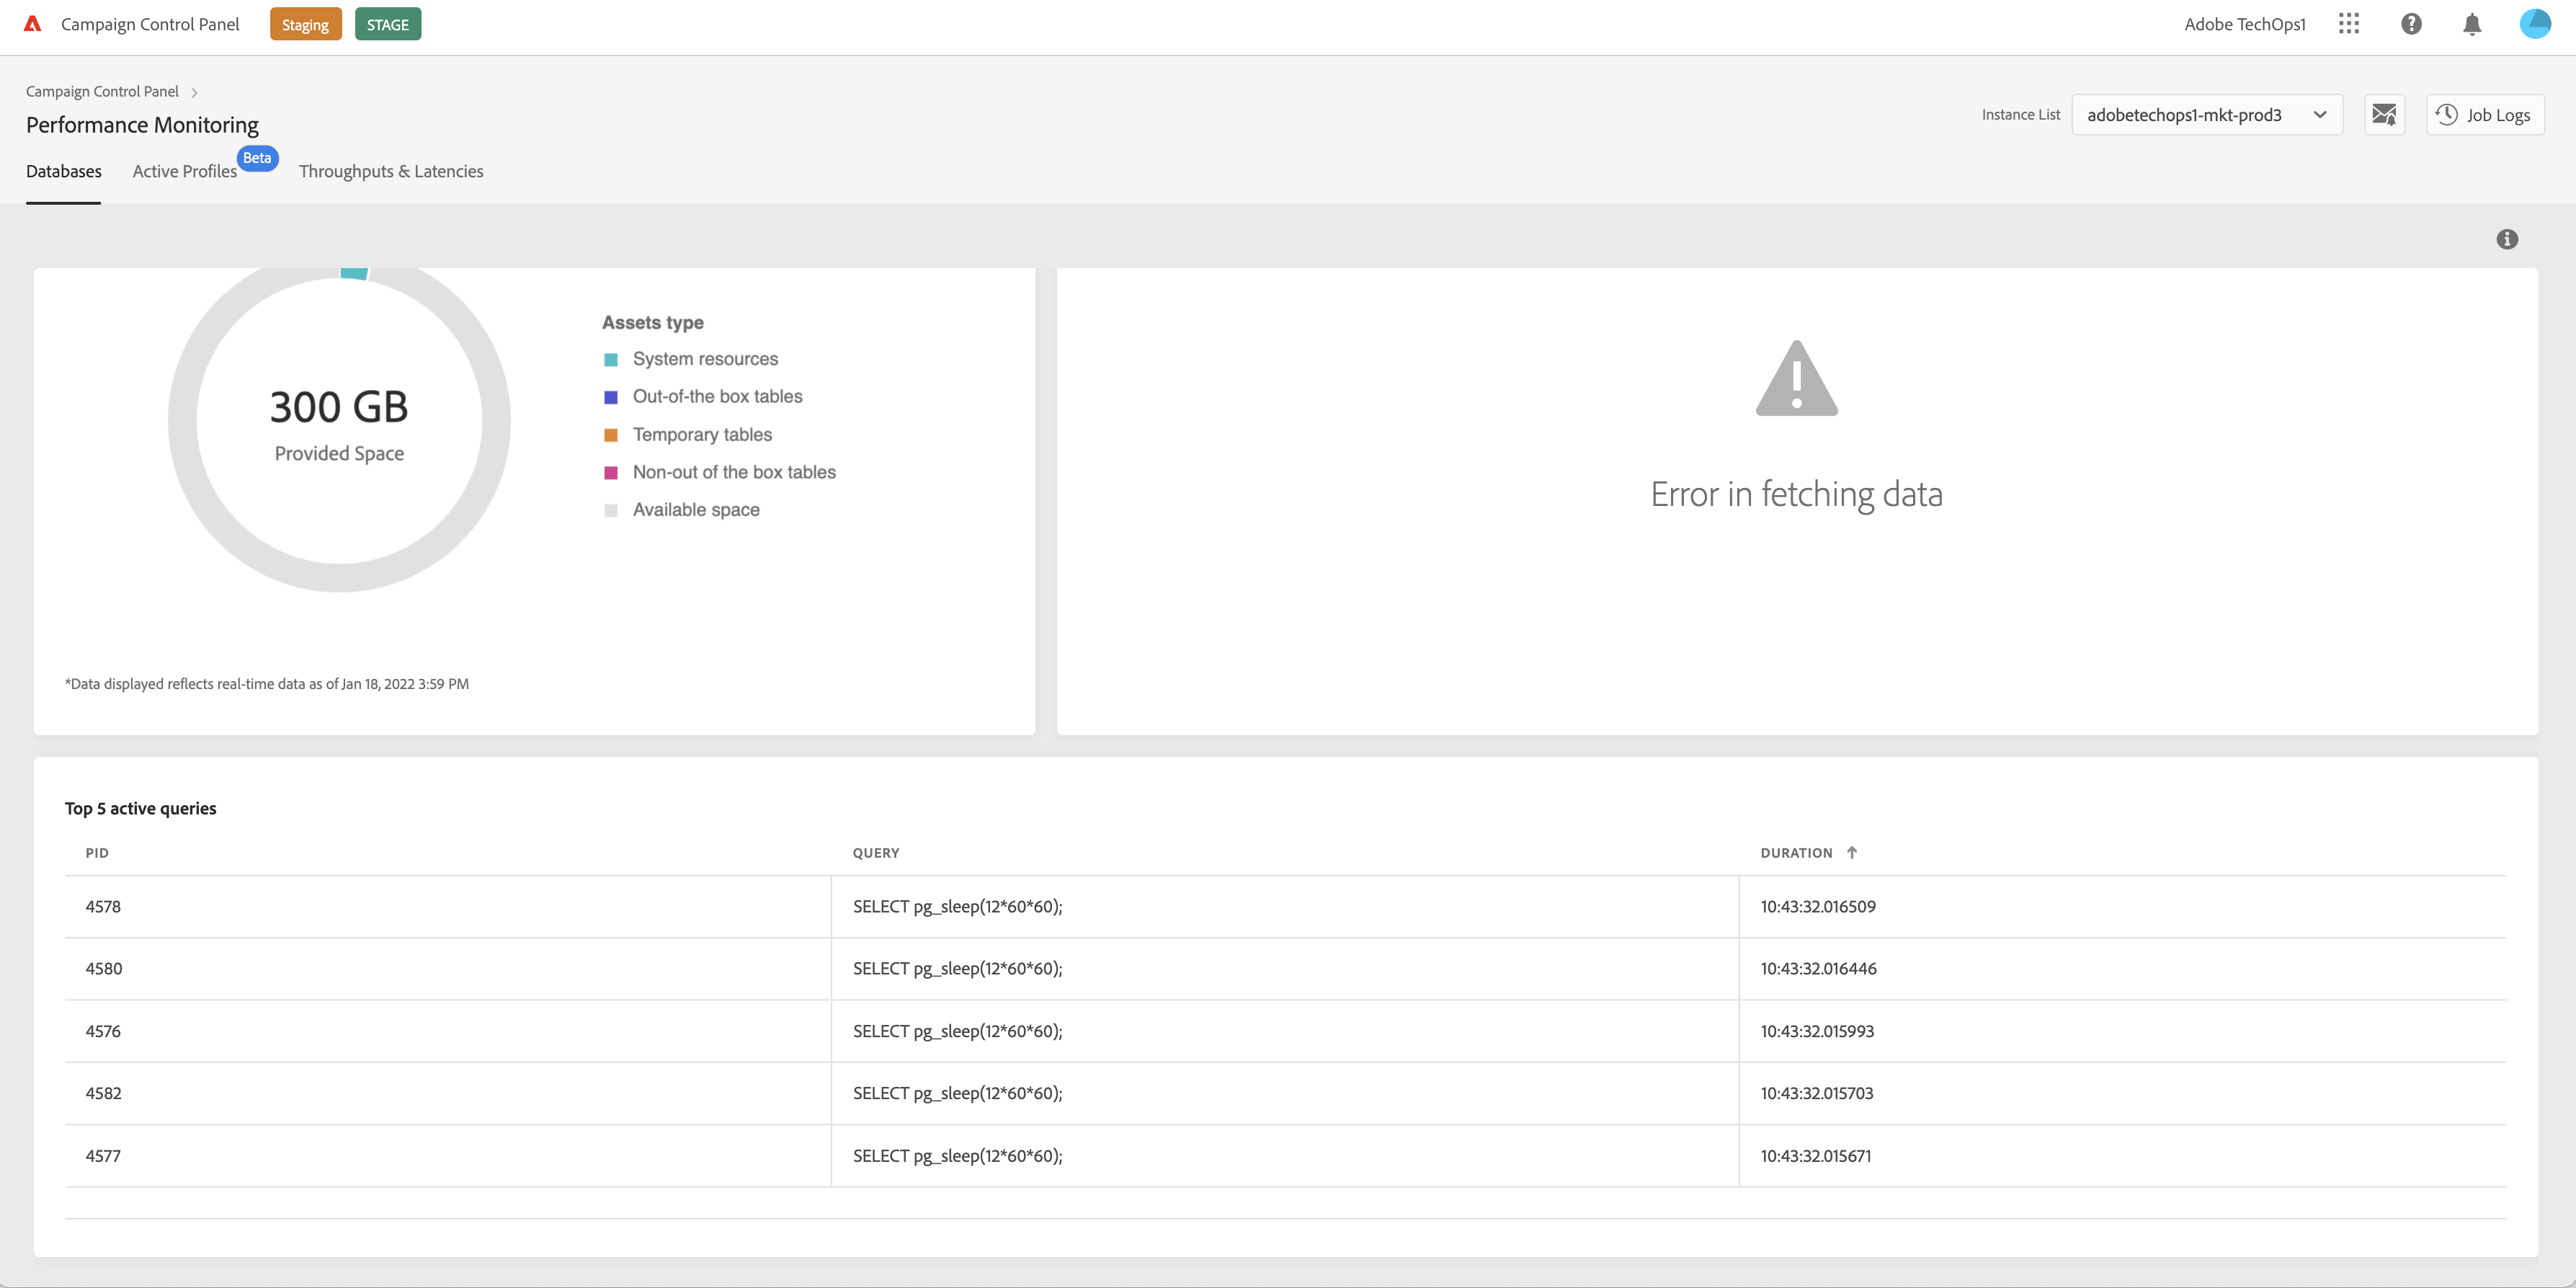 Campaign Control Panel Staging STAGE Adobe TechOps1
Campaign Control Panel
Performance Monitoring
Instance List adobetechops1-mkt-prod3 Job Logs
Databases Active Profiles Beta Throughputs & Latencies
300 GB
Provided Space
Assets type
System resources
Out-of-the box tables
Temporary tables
Non-out of the box tables
Available space
*Data displayed reflects real-time data as of Jan 18, 2022 3:59 PM
Error in fetching data
Top 5 active queries
PID QUERY DURATION
4578 SELECT pg_sleep(12*60*60); 10:43:32.016509
4580 SELECT pg_sleep(12*60*60); 10:43:32.016446
4576 SELECT pg_sleep(12*60*60); 10:43:32.015993
4582 SELECT pg_sleep(12*60*60); 10:43:32.015703
4577 SELECT pg_sleep(12*60*60); 10:43:32.015671